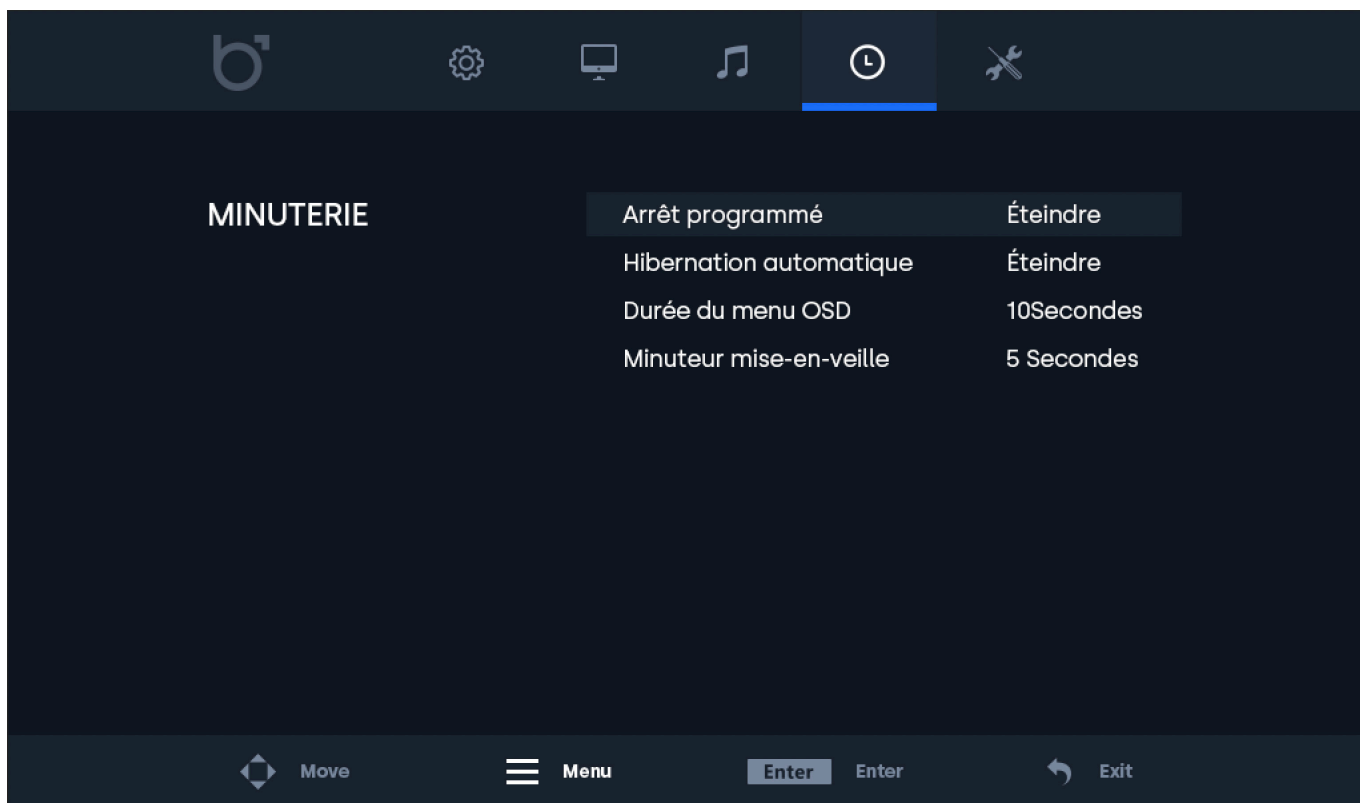 MINUTERIE
Arrêt programmé Éteindre
Hibernation automatique Éteindre
Durée du menu OSD 10Secondes
Minuteur mise-en-veille 5 Secondes
Move Menu Enter Enter Exit